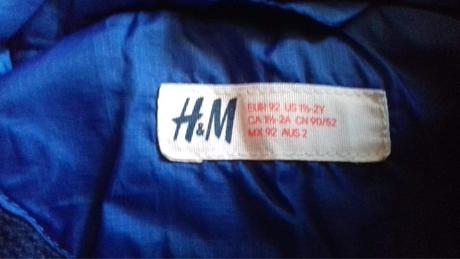 H&M
EUR 92 US 1½-2Y
CA 1½-2A CN 90/52
MX 92 AUS 2